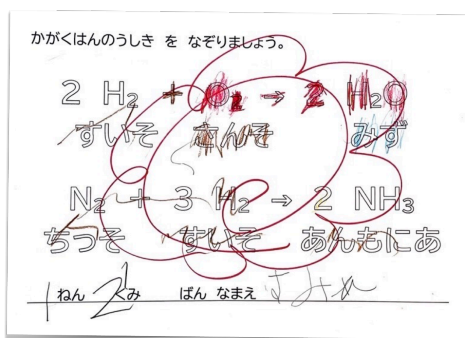 かがくはんのうしき を なぞりましょう。
2 H₂ + O₂ → 2 H₂O
すいそ さんそ みず
N₂ + 3 H₂ → 2 NH₃
ちっそ すいそ あんもにあ
1 ねん 2 くみ ばん なまえ